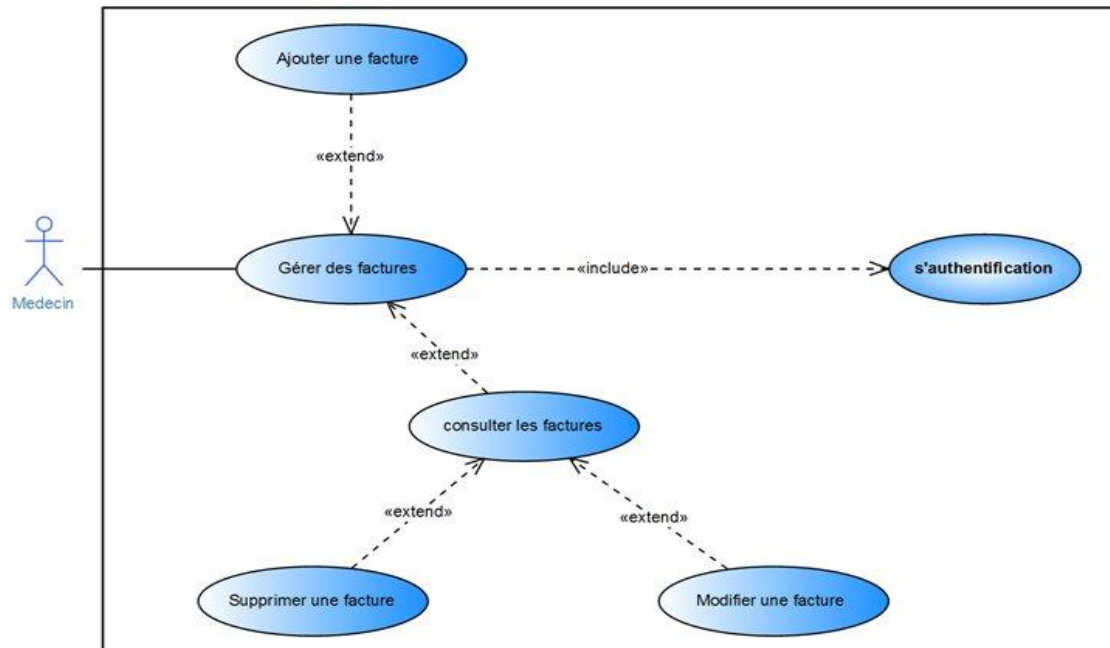 Ajouter une facture
«extend»
Gérer des factures
«include»
s'authentification
Medecin
«extend»
consulter les factures
«extend»
«extend»
Supprimer une facture
Modifier une facture